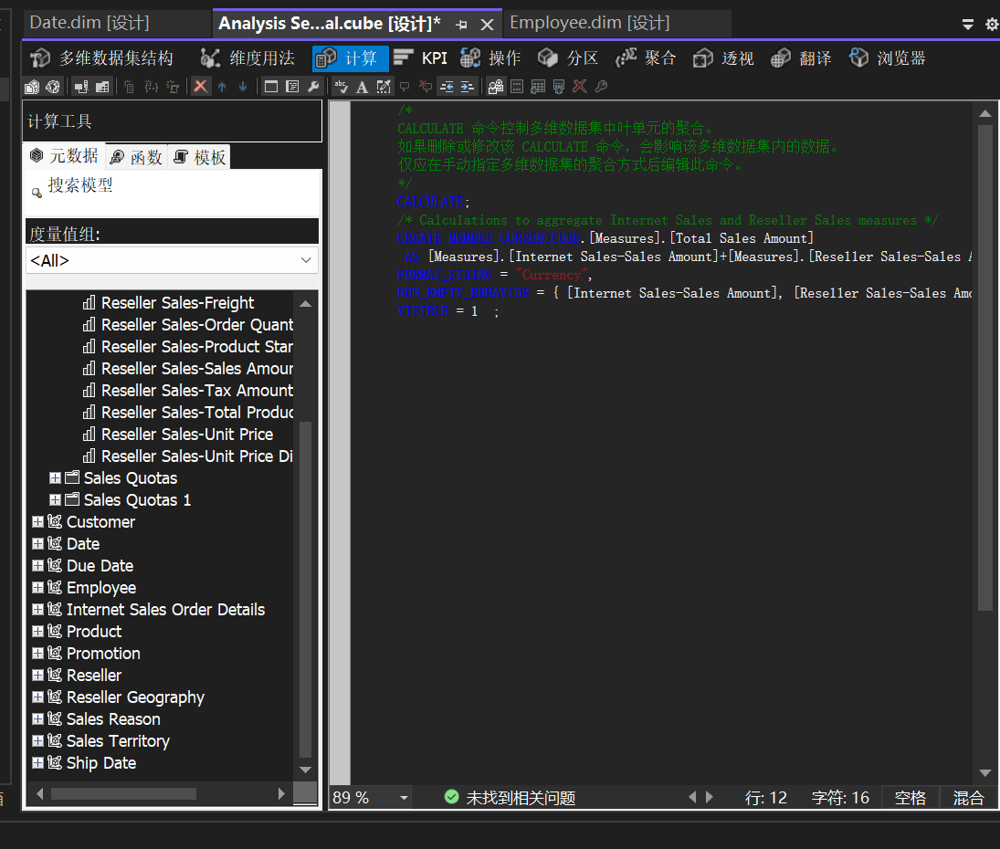 Date.dim [设计]
Analysis Se...al.cube [设计]*
Employee.dim [设计]
多维数据集结构 维度用法 计算 KPI 操作 分区 聚合 透视 翻译 浏览器
计算工具
元数据 函数 模板
搜索模型
度量值组:
<All>
Reseller Sales-Freight
Reseller Sales-Order Quant
Reseller Sales-Product Star
Reseller Sales-Sales Amour
Reseller Sales-Tax Amount
Reseller Sales-Total Produc
Reseller Sales-Unit Price
Reseller Sales-Unit Price Di
Sales Quotas
Sales Quotas 1
Customer
Date
Due Date
Employee
Internet Sales Order Details
Product
Promotion
Reseller
Reseller Geography
Sales Reason
Sales Territory
Ship Date
/*
CALCULATE 命令控制多维数据集中叶单元的聚合。
如果删除或修改该 CALCULATE 命令，会影响该多维数据集内的数据。
仅应在手动指定多维数据集的聚合方式后编辑此命令。
*/
CALCULATE;
/* Calculations to aggregate Internet Sales and Reseller Sales measures */
CREATE MEMBER CURRENTCUBE.[Measures].[Total Sales Amount]
AS [Measures].[Internet Sales-Sales Amount]+[Measures].[Reseller Sales-Sales A
FORMAT_STRING = "Currency",
NON_EMPTY_BEHAVIOR = { [Internet Sales-Sales Amount], [Reseller Sales-Sales Amo
VISIBLE = 1 ;
89 % 未找到相关问题 行: 12 字符: 16 空格 混合